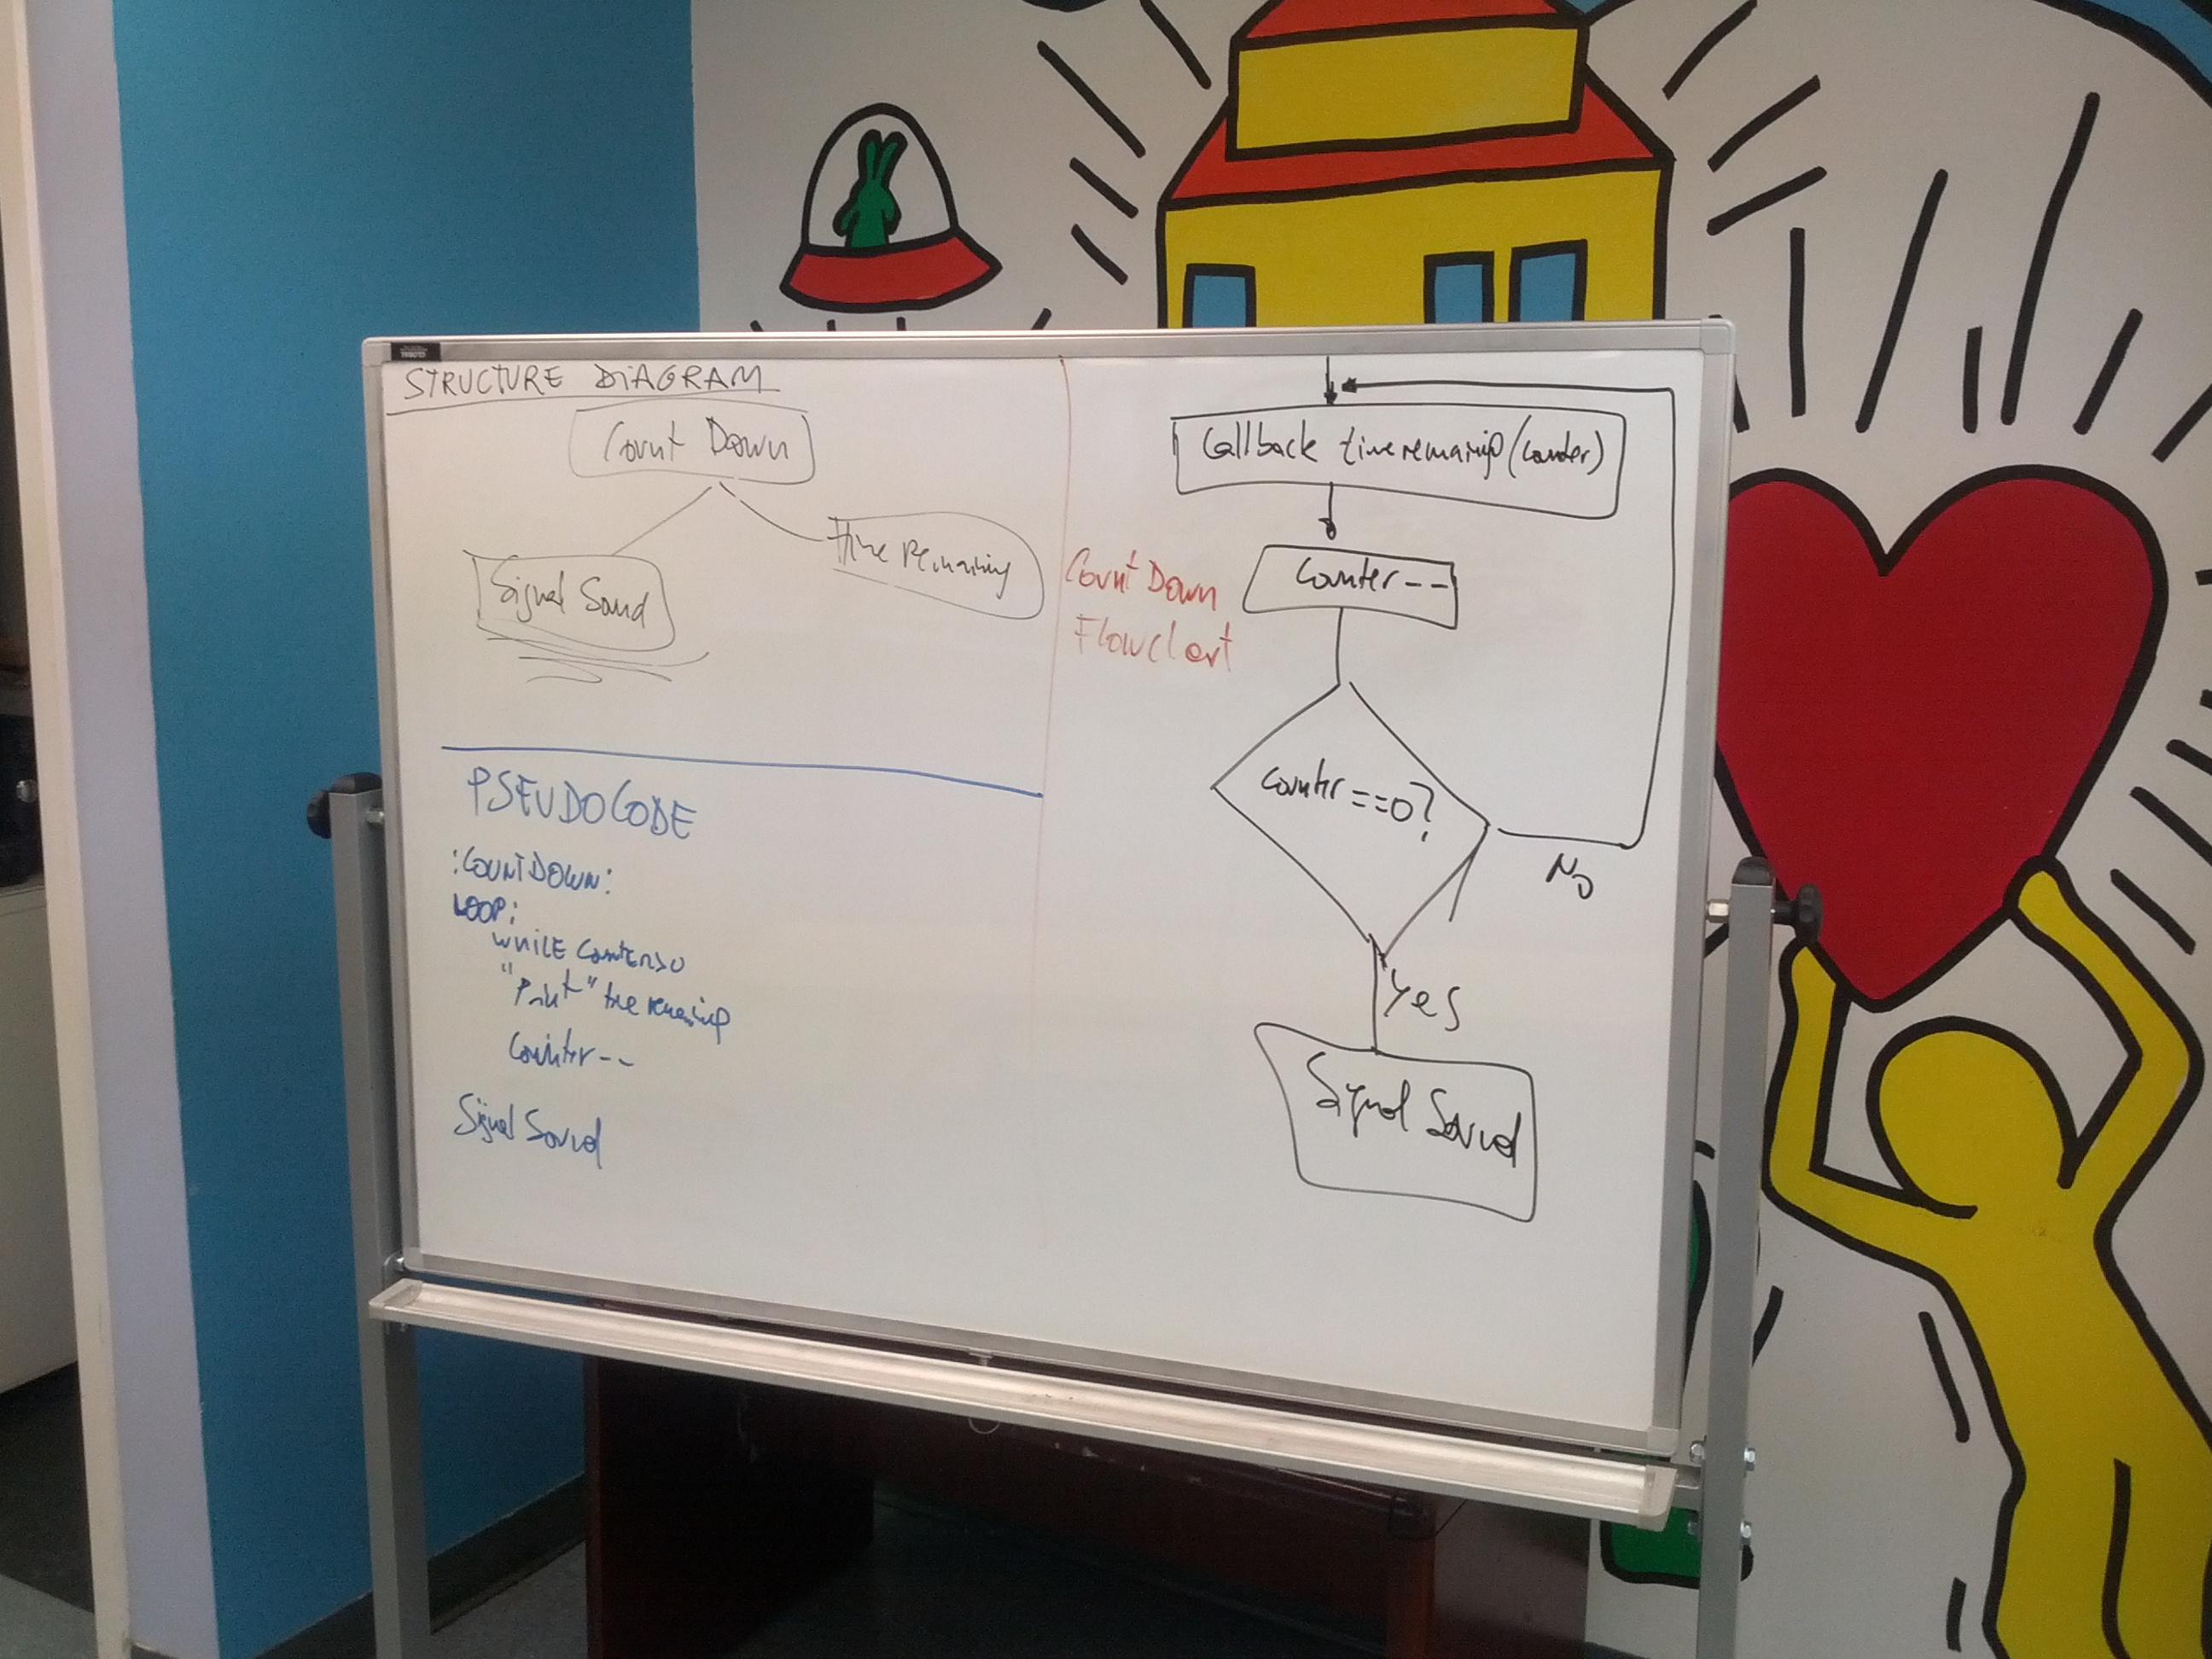 STRUCTURE DIAGRAM
Count Down
Signal Sound
time remaining
PSEUDOCODE
:COUNTDOWN:
LOOP:
WHILE COUNTER>0
"Print" time remaining
Counter--
Signal Sound
Count Down
Flowchart
Callback time remaining (Counter)
Counter--
Counter==0?
No
Yes
Signal Sound